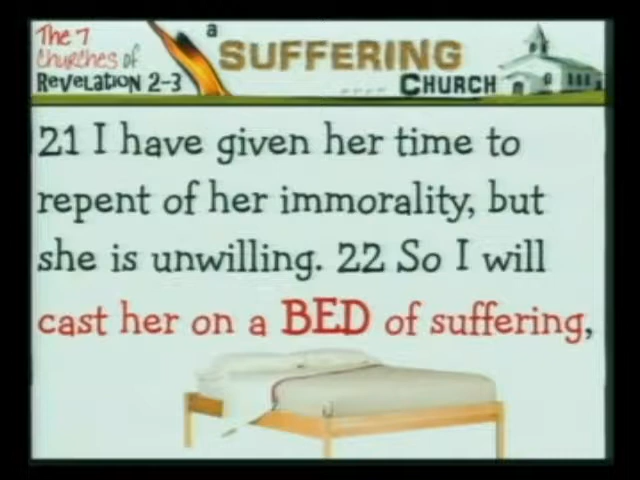 The 7
Churches of
Revelation 2-3
a
SUFFERING
CHURCH
21 I have given her time to
repent of her immorality, but
she is unwilling. 22 So I will
cast her on a BED of suffering,